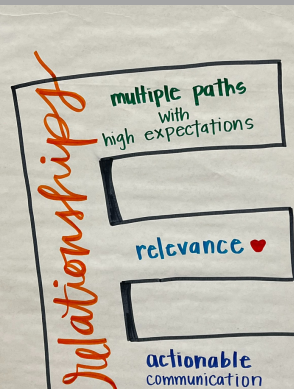 relationships
multiple paths
with
high expectations
relevance
actionable
communication